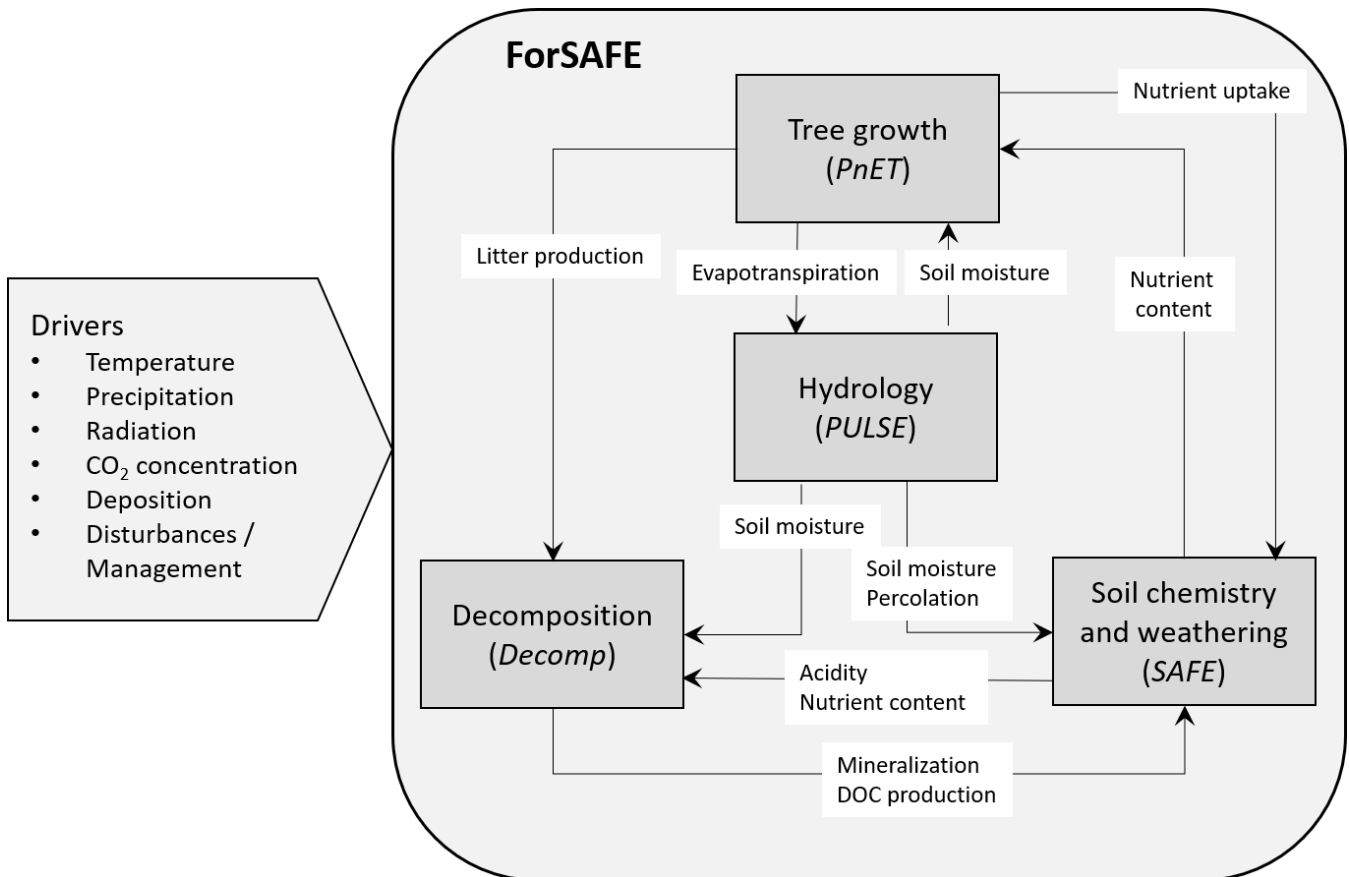 ForSAFE
Tree growth
(PnET)
Nutrient uptake
Litter production
Evapotranspiration
Soil moisture
Nutrient
content
Drivers
• Temperature
• Precipitation
• Radiation
• CO₂ concentration
• Deposition
• Disturbances /
Management
Hydrology
(PULSE)
Soil moisture
Soil moisture
Percolation
Decomposition
(Decomp)
Soil chemistry
and weathering
(SAFE)
Acidity
Nutrient content
Mineralization
DOC production